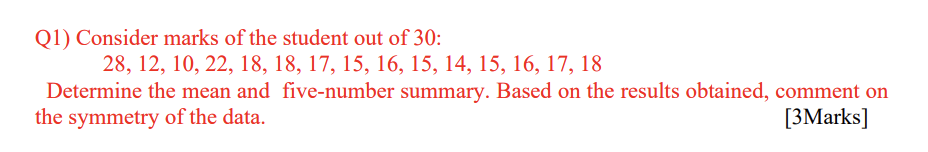 Q1) Consider marks of the student out of 30:
28, 12, 10, 22, 18, 18, 17, 15, 16, 15, 14, 15, 16, 17, 18
Determine the mean and five-number summary. Based on the results obtained, comment on
the symmetry of the data. [3Marks]